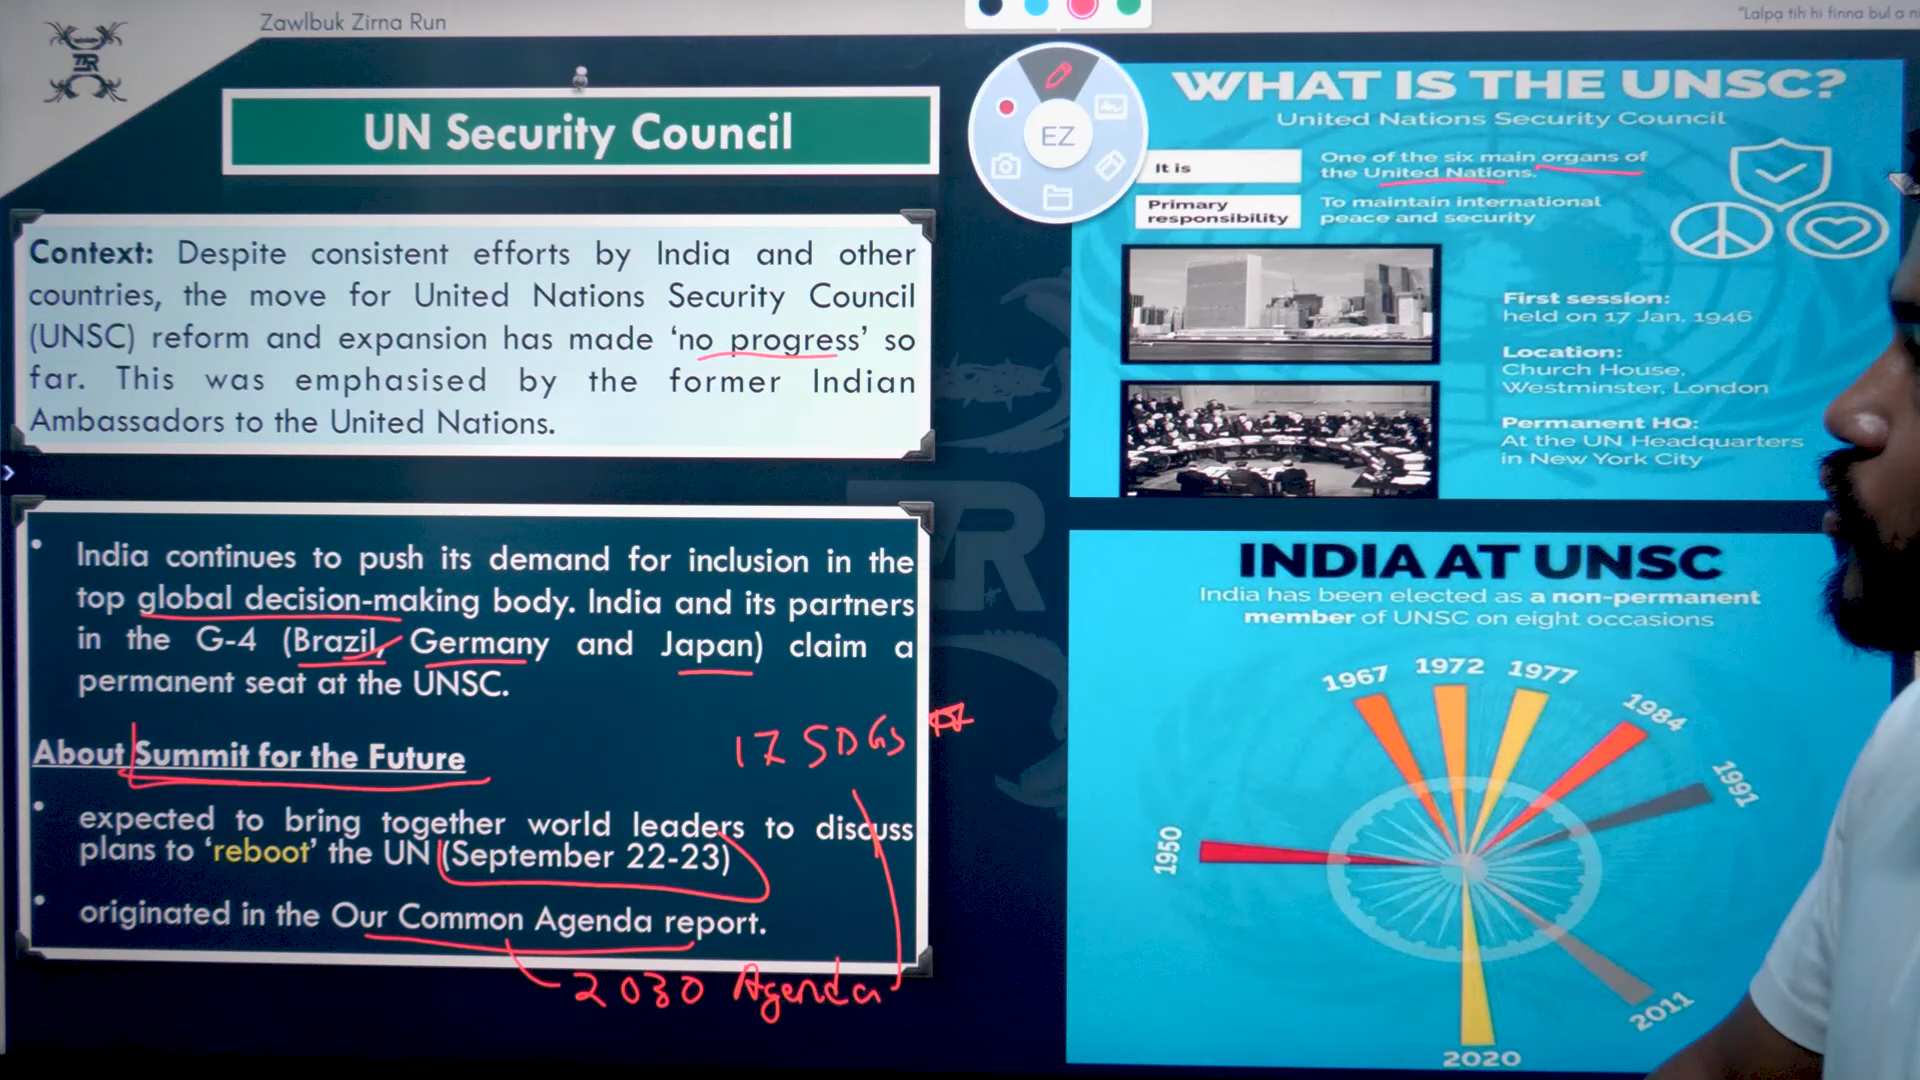 Zawlbuk Zirna Run
"Lalpa tih hi finna bul a ni
TR
UN Security Council
Context: Despite consistent efforts by India and other
countries, the move for United Nations Security Council
(UNSC) reform and expansion has made ‘no progress’ so
far. This was emphasised by the former Indian
Ambassadors to the United Nations.
• India continues to push its demand for inclusion in the
top global decision-making body. India and its partners
in the G-4 (Brazil, Germany and Japan) claim a
permanent seat at the UNSC.
17 SDGs
About Summit for the Future
• expected to bring together world leaders to discuss
plans to ‘reboot’ the UN (September 22-23)
• originated in the Our Common Agenda report.
2030 Agenda
EZ
WHAT IS THE UNSC?
United Nations Security Council
It is
One of the six main organs of
the United Nations.
Primary
responsibility
To maintain international
peace and security
First session:
held on 17 Jan, 1946
Location:
Church House,
Westminster, London
Permanent HQ:
At the UN Headquarters
in New York City
INDIA AT UNSC
India has been elected as a non-permanent
member of UNSC on eight occasions
1950
1967
1972
1977
1984
1991
2011
2020